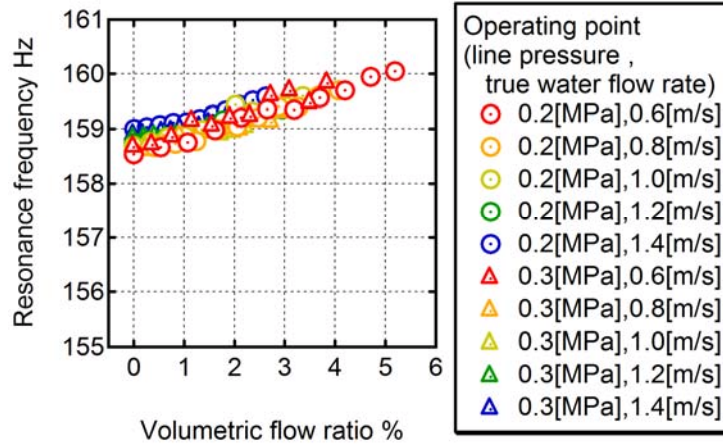 161
160
159
158
157
156
155
0 1 2 3 4 5 6
Resonance frequency Hz
Volumetric flow ratio %
Operating point
(line pressure ,
true water flow rate)
0.2[MPa],0.6[m/s]
0.2[MPa],0.8[m/s]
0.2[MPa],1.0[m/s]
0.2[MPa],1.2[m/s]
0.2[MPa],1.4[m/s]
0.3[MPa],0.6[m/s]
0.3[MPa],0.8[m/s]
0.3[MPa],1.0[m/s]
0.3[MPa],1.2[m/s]
0.3[MPa],1.4[m/s]